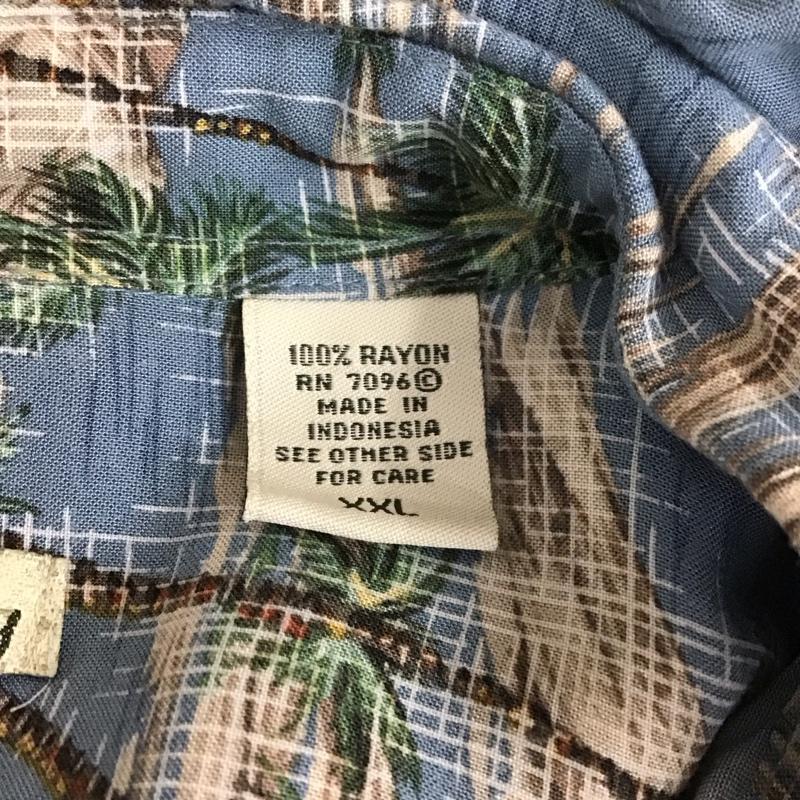 100% RAYON
RN 7096©
MADE IN
INDONESIA
SEE OTHER SIDE
FOR CARE
XXL